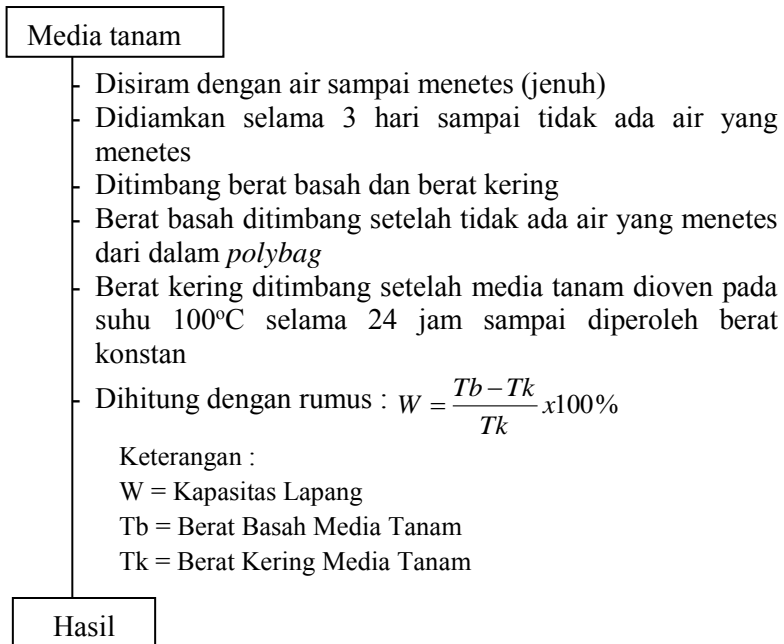 Media tanam
- Disiram dengan air sampai menetes (jenuh)
- Didiamkan selama 3 hari sampai tidak ada air yang
menetes
- Ditimbang berat basah dan berat kering
- Berat basah ditimbang setelah tidak ada air yang menetes
dari dalam polybag
- Berat kering ditimbang setelah media tanam dioven pada
suhu 100°C selama 24 jam sampai diperoleh berat
konstan
- Dihitung dengan rumus : W = (Tb – Tk) / Tk x100%
Keterangan :
W = Kapasitas Lapang
Tb = Berat Basah Media Tanam
Tk = Berat Kering Media Tanam
Hasil